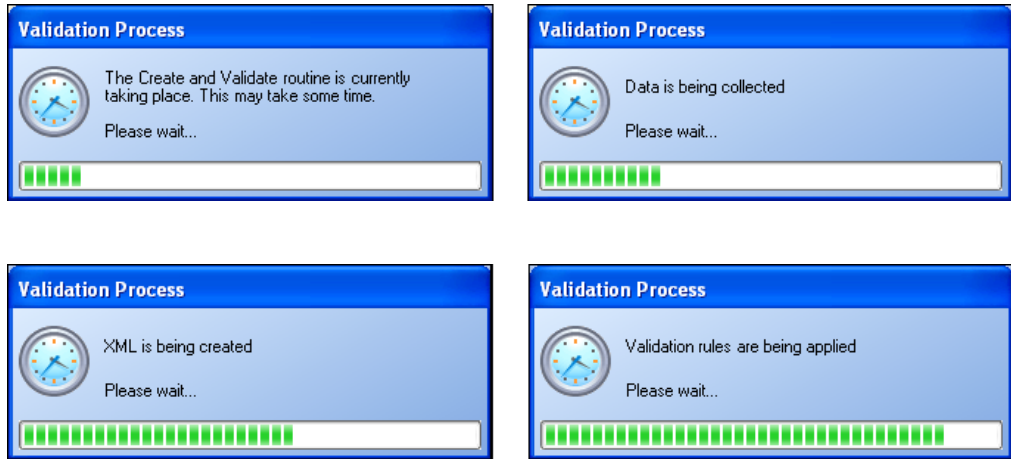 Validation Process
The Create and Validate routine is currently
taking place. This may take some time.
Please wait...
Validation Process
Data is being collected
Please wait...
Validation Process
XML is being created
Please wait...
Validation Process
Validation rules are being applied
Please wait...